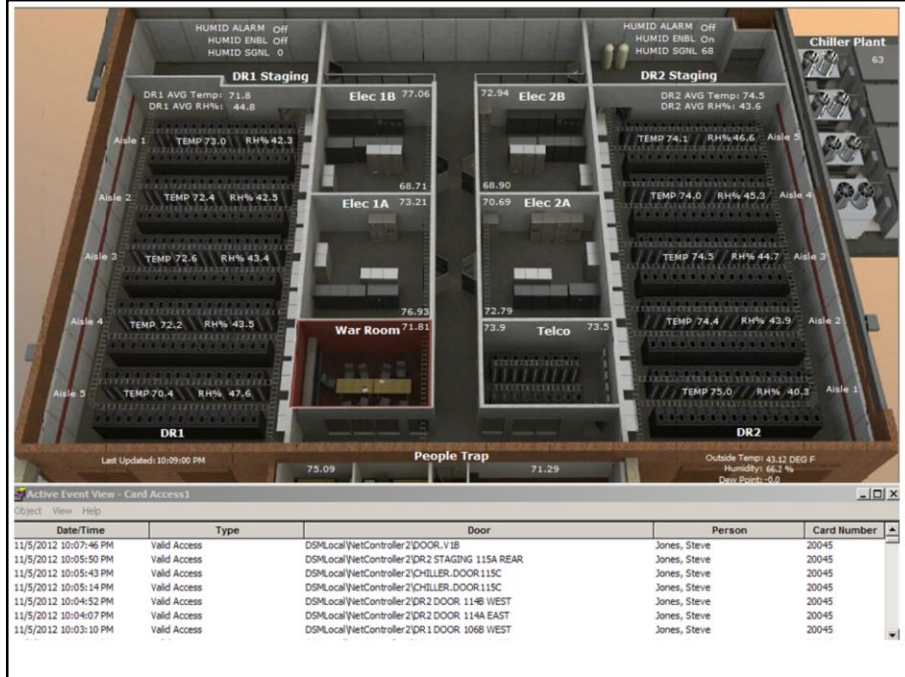 HUMID ALARM Off
HUMID ENBL Off
HUMID SGNL 0
HUMID ALARM Off
HUMID ENBL On
HUMID SGNL 68
Chiller Plant
63
DR1 Staging
DR2 Staging
DR1 AVG Temp: 71.8
DR1 AVG RH%: 44.8
Elec 1B 77.06
72.94 Elec 2B
DR2 AVG Temp: 74.5
DR2 AVG RH%: 43.6
Aisle 1 TEMP 73.0 RH% 42.3
TEMP 74.1 RH% 46.6 Aisle 5
68.71
68.90
Aisle 2 TEMP 72.4 RH% 42.5
TEMP 74.0 RH% 45.3 Aisle 4
Elec 1A 73.21
70.69 Elec 2A
Aisle 3 TEMP 72.6 RH% 43.4
TEMP 74.5 RH% 44.7 Aisle 3
76.93
72.79
Aisle 4 TEMP 72.2 RH% 43.5
TEMP 74.4 RH% 43.9 Aisle 2
War Room 71.81
73.9 Telco 73.5
Aisle 5 TEMP 70.4 RH% 47.6
TEMP 75.0 RH% 40.3 Aisle 1
DR1
DR2
Last Updated: 10:09:00 PM
People Trap
75.09
71.29
Outside Temp: 43.12 DEG F
Humidity: 66.2 %
Dew Point: -0.0
Active Event View - Card Access1
Object View Help
Date/Time Type Door Person Card Number
11/5/2012 10:07:46 PM Valid Access DSMLocal\NetController2\DOOR_V1B Jones, Steve 20045
11/5/2012 10:05:50 PM Valid Access DSMLocal\NetController2\DR2 STAGING 115A REAR Jones, Steve 20045
11/5/2012 10:05:43 PM Valid Access DSMLocal\NetController2\CHILLER.DOOR115C Jones, Steve 20045
11/5/2012 10:05:14 PM Valid Access DSMLocal\NetController2\CHILLER.DOOR115C Jones, Steve 20045
11/5/2012 10:04:52 PM Valid Access DSMLocal\NetController2\DR2 DOOR 114B WEST Jones, Steve 20045
11/5/2012 10:04:07 PM Valid Access DSMLocal\NetController2\DR2 DOOR 114A EAST Jones, Steve 20045
11/5/2012 10:03:10 PM Valid Access DSMLocal\NetController2\DR1 DOOR 106B WEST Jones, Steve 20045